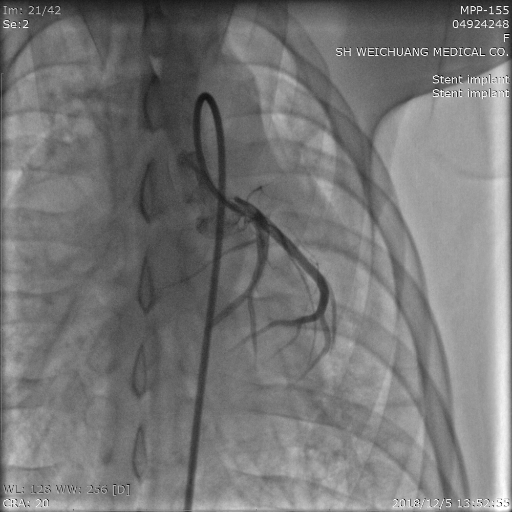 Im: 21/42
Se:2
MPP-155
04924248
F
SH WEICHUANG MEDICAL CO.
Stent implant
Stent implant
WL: 128 WW: 256 [D]
CRA: 20
2018/12/5 13:52:55